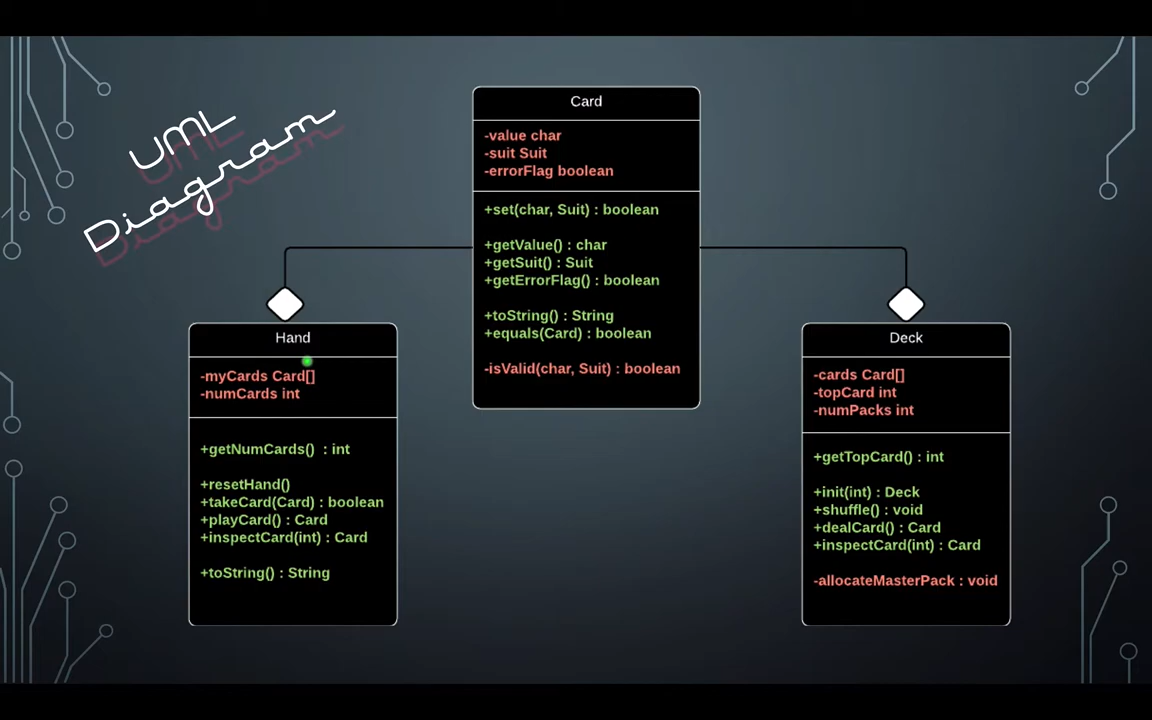 UML
Diagram
Card
-value char
-suit Suit
-errorFlag boolean
+set(char, Suit) : boolean
+getValue() : char
+getSuit() : Suit
+getErrorFlag() : boolean
+toString() : String
+equals(Card) : boolean
-isValid(char, Suit) : boolean
Hand
-myCards Card[]
-numCards int
+getNumCards() : int
+resetHand()
+takeCard(Card) : boolean
+playCard() : Card
+inspectCard(int) : Card
+toString() : String
Deck
-cards Card[]
-topCard int
-numPacks int
+getTopCard() : int
+init(int) : Deck
+shuffle() : void
+dealCard() : Card
+inspectCard(int) : Card
-allocateMasterPack : void